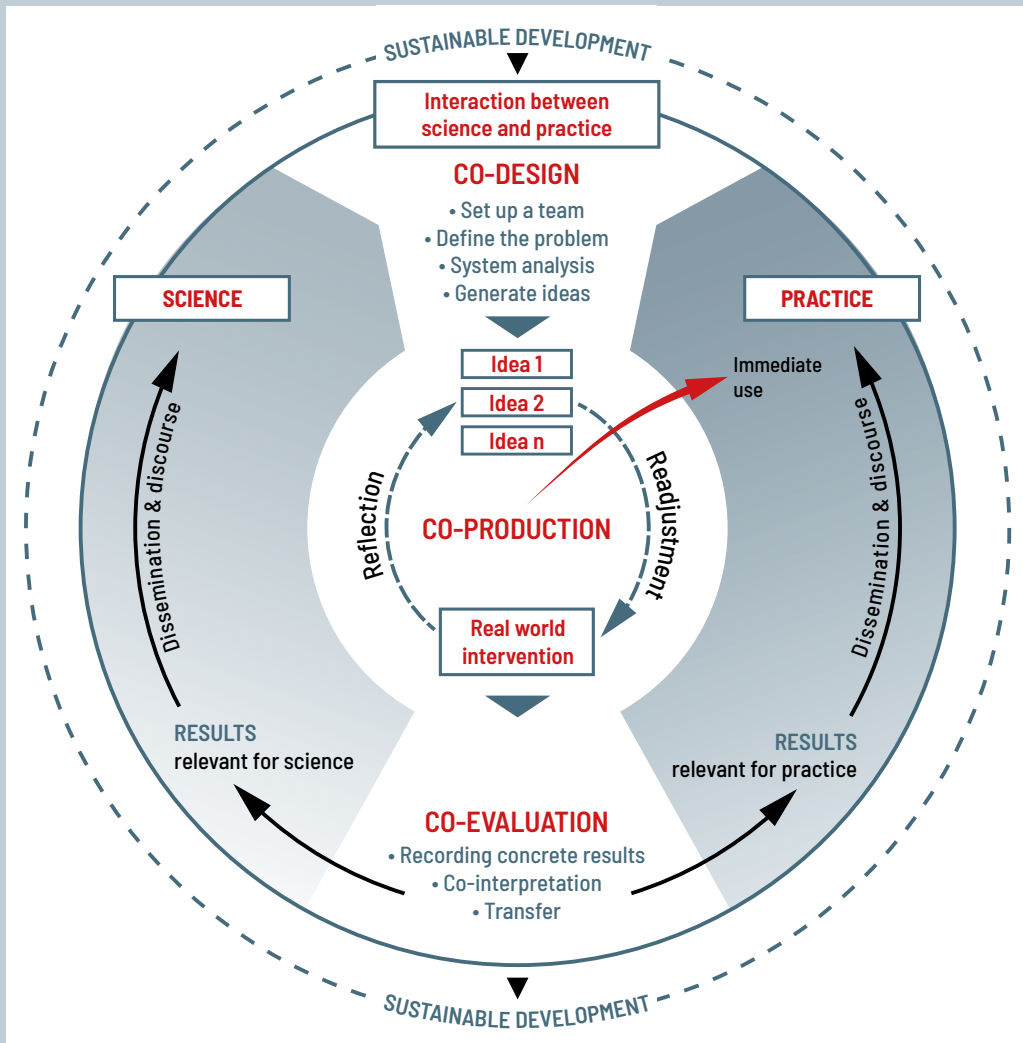 SUSTAINABLE DEVELOPMENT
Interaction between
science and practice
CO-DESIGN
• Set up a team
• Define the problem
• System analysis
• Generate ideas
SCIENCE
PRACTICE
Idea 1
Idea 2
Idea n
Immediate
use
Dissemination & discourse
Reflection
CO-PRODUCTION
Readjustment
Dissemination & discourse
Real world
intervention
RESULTS
relevant for science
RESULTS
relevant for practice
CO-EVALUATION
• Recording concrete results
• Co-interpretation
• Transfer
SUSTAINABLE DEVELOPMENT